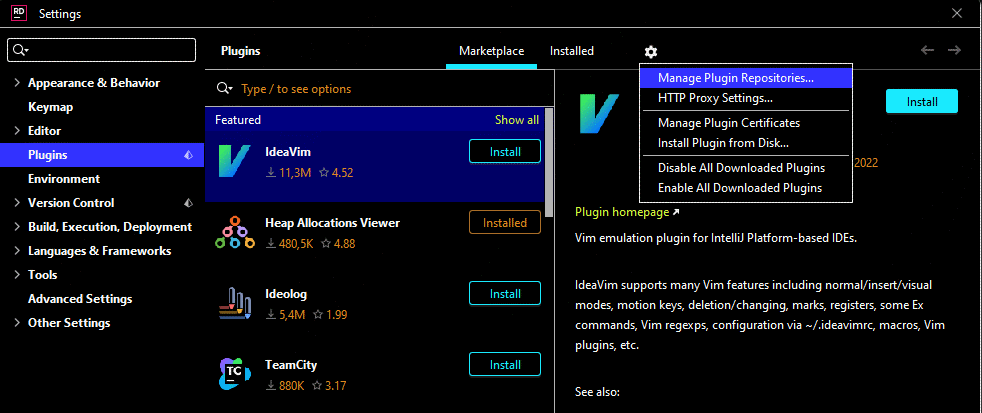 RD Settings
Plugins Marketplace Installed
Appearance & Behavior
Keymap
Editor
Plugins
Environment
Version Control
Build, Execution, Deployment
Languages & Frameworks
Tools
Advanced Settings
Other Settings
Type / to see options
Featured Show all
IdeaVim
11,3M 4.52
Install
Heap Allocations Viewer
480,5K 4.88
Installed
Ideolog
5,4M 1.99
Install
TC
TeamCity
880K 3.17
Install
Manage Plugin Repositories...
HTTP Proxy Settings...
Manage Plugin Certificates
Install Plugin from Disk...
Disable All Downloaded Plugins
Enable All Downloaded Plugins
Install
2022
Plugin homepage
Vim emulation plugin for IntelliJ Platform-based IDEs.
IdeaVim supports many Vim features including normal/insert/visual
modes, motion keys, deletion/changing, marks, registers, some Ex
commands, Vim regexps, configuration via ~/.ideavimrc, macros, Vim
plugins, etc.
See also: